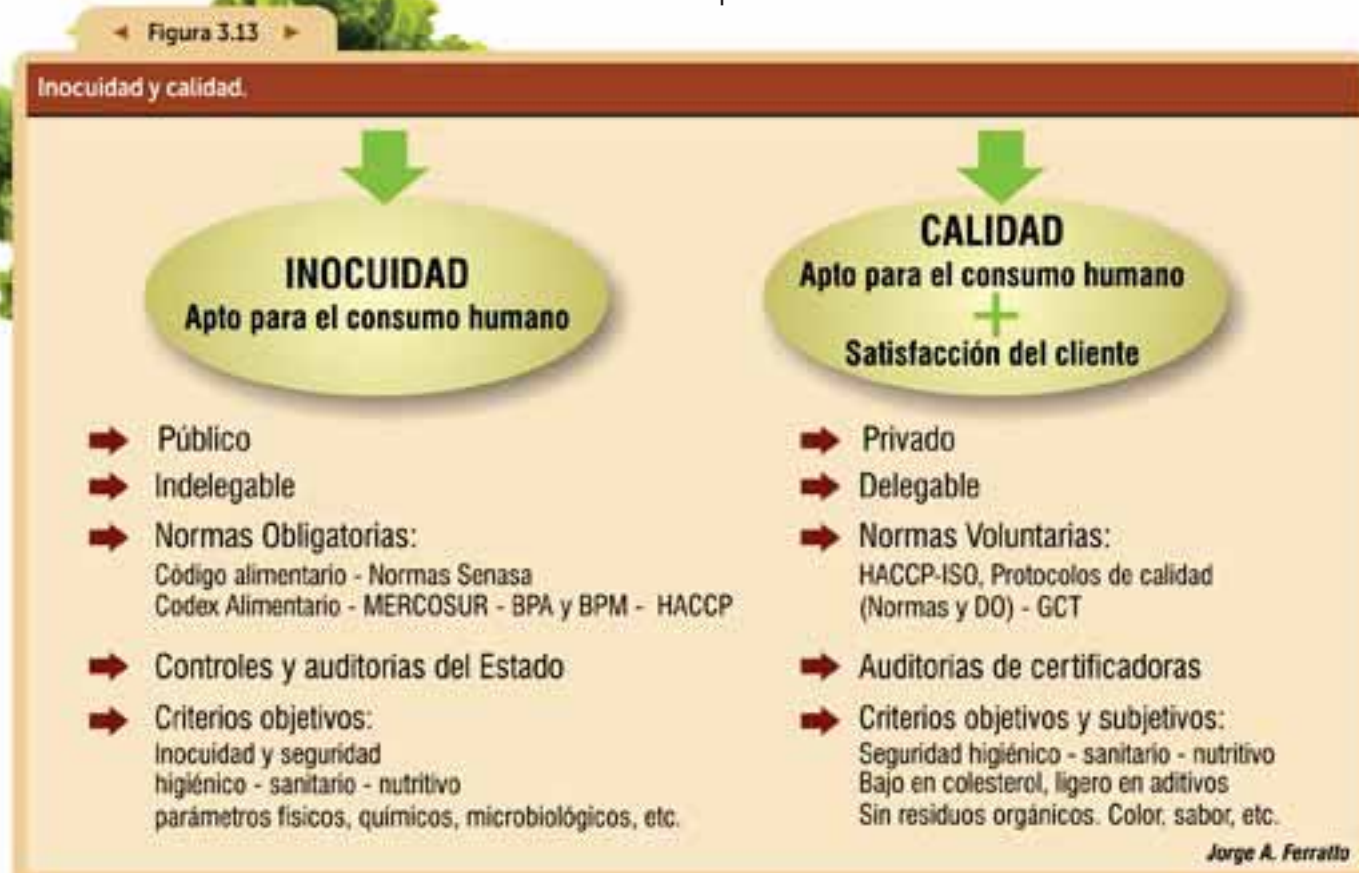 Figura 3.13
Inocuidad y calidad.
INOCUIDAD
Apto para el consumo humano
Público
Indelegable
Normas Obligatorias:
Código alimentario - Normas Senasa
Codex Alimentario - MERCOSUR - BPA y BPM - HACCP
Controles y auditorías del Estado
Criterios objetivos:
Inocuidad y seguridad
higiénico - sanitario - nutritivo
parámetros físicos, químicos, microbiológicos, etc.
CALIDAD
Apto para el consumo humano
+
Satisfacción del cliente
Privado
Delegable
Normas Voluntarias:
HACCP-ISO, Protocolos de calidad
(Normas y DO) - GCT
Auditorías de certificadoras
Criterios objetivos y subjetivos:
Seguridad higiénico - sanitario - nutritivo
Bajo en colesterol, ligero en aditivos
Sin residuos orgánicos. Color, sabor, etc.
Jorge A. Ferratto